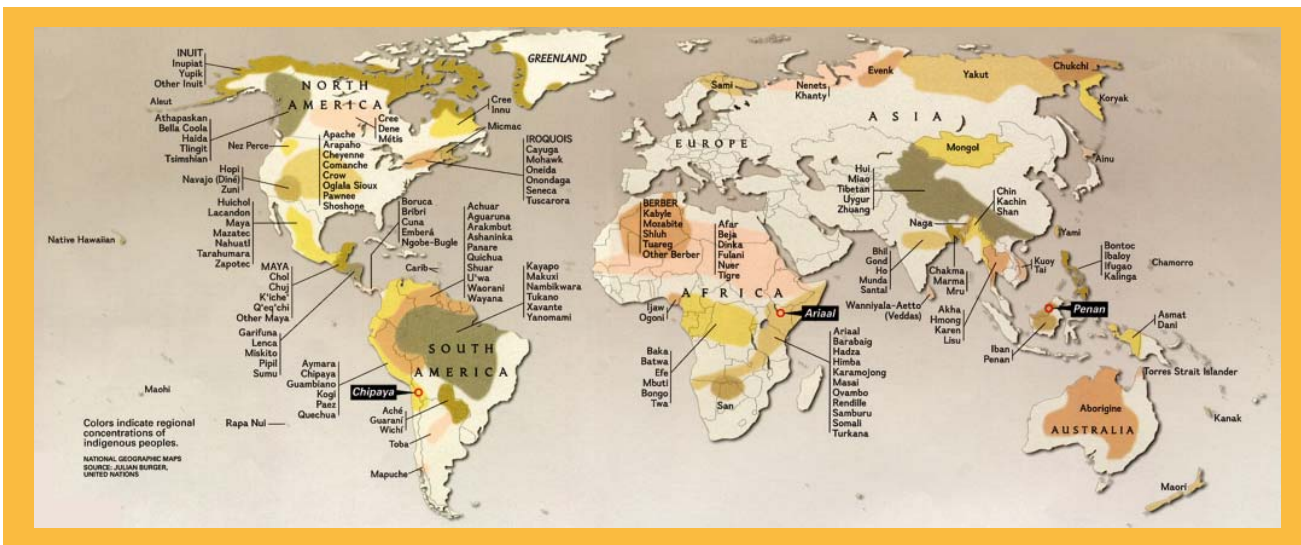 GREENLAND
INUIT
Inupiat
Yupik
Other Inuit
Aleut
NORTH
AMERICA
Athapaskan
Bella Coola
Haida
Tlingit
Tsimshian
Nez Perce
Cree
Dene
Métis
Cree
Innu
Micmac
Apache
Arapaho
Cheyenne
Comanche
Crow
Oglala Sioux
Pawnee
Shoshone
IROQUOIS
Cayuga
Mohawk
Oneida
Onondaga
Seneca
Tuscarora
Hopi
Navajo (Diné)
Zuni
Huichol
Lacandon
Maya
Mazatec
Nahuatl
Tarahumara
Zapotec
Native Hawaiian
MAYA
Chol
Chuj
K'iche'
Q'eq'chi
Other Maya
Garifuna
Lenca
Miskito
Pipil
Sumu
Boruca
Bribri
Cuna
Emberá
Ngobe-Bugle
Carib
Achuar
Aguaruna
Arakmbut
Ashaninka
Panare
Quichua
Shuar
U'wa
Waorani
Wayana
Kayapo
Makuxi
Nambikwara
Tukano
Xavante
Yanomami
SOUTH
AMERICA
Aymara
Chipaya
Guambiano
Kogi
Paez
Quechua
Chipaya
Aché
Guaraní
Wichí
Toba
Mapuche
Maohi
Rapa Nui
Colors indicate regional
concentrations of
indigenous peoples.
NATIONAL GEOGRAPHIC MAPS
SOURCE: JULIAN BURGER,
UNITED NATIONS
Sami
Nenets
Khanty
Evenk
Yakut
Chukchi
Koryak
ASIA
EUROPE
Mongol
Ainu
Hui
Miao
Tibetan
Uygur
Zhuang
Chin
Kachin
Shan
Naga
Yami
BERBER
Kabyle
Mozabite
Shluh
Tuareg
Other Berber
Afar
Beja
Dinka
Fulani
Nuer
Tigre
AFRICA
Ijaw
Ogoni
Ariaal
Baka
Batwa
Efe
Mbuti
Bongo
Twa
San
Ariaal
Barabaig
Hadza
Himba
Karamojong
Masai
Ovambo
Rendille
Samburu
Somali
Turkana
Bhil
Gond
Ho
Munda
Santal
Wanniyala-Aetto
(Veddas)
Chakma
Marma
Mru
Akha
Hmong
Karen
Lisu
Kuoy
Tai
Bontoc
Ibaloy
Ifugao
Kalinga
Chamorro
Penan
Iban
Penan
Asmat
Dani
Torres Strait Islander
Aborigine
AUSTRALIA
Kanak
Maori